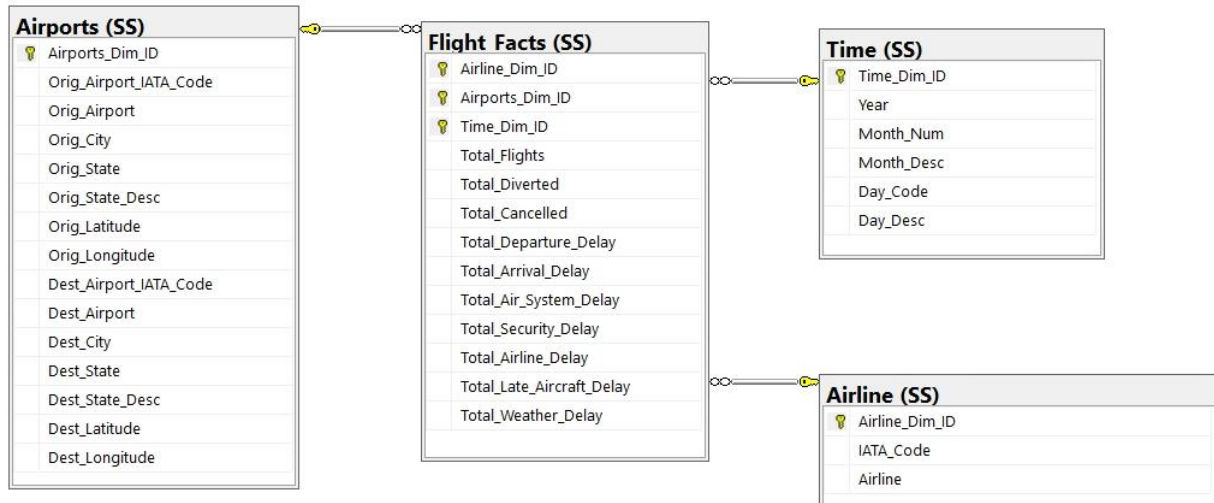 Airports (SS)
Airports_Dim_ID
Orig_Airport_IATA_Code
Orig_Airport
Orig_City
Orig_State
Orig_State_Desc
Orig_Latitude
Orig_Longitude
Dest_Airport_IATA_Code
Dest_Airport
Dest_City
Dest_State
Dest_State_Desc
Dest_Latitude
Dest_Longitude
Flight Facts (SS)
Airline_Dim_ID
Airports_Dim_ID
Time_Dim_ID
Total_Flights
Total_Diverted
Total_Cancelled
Total_Departure_Delay
Total_Arrival_Delay
Total_Air_System_Delay
Total_Security_Delay
Total_Airline_Delay
Total_Late_Aircraft_Delay
Total_Weather_Delay
Time (SS)
Time_Dim_ID
Year
Month_Num
Month_Desc
Day_Code
Day_Desc
Airline (SS)
Airline_Dim_ID
IATA_Code
Airline